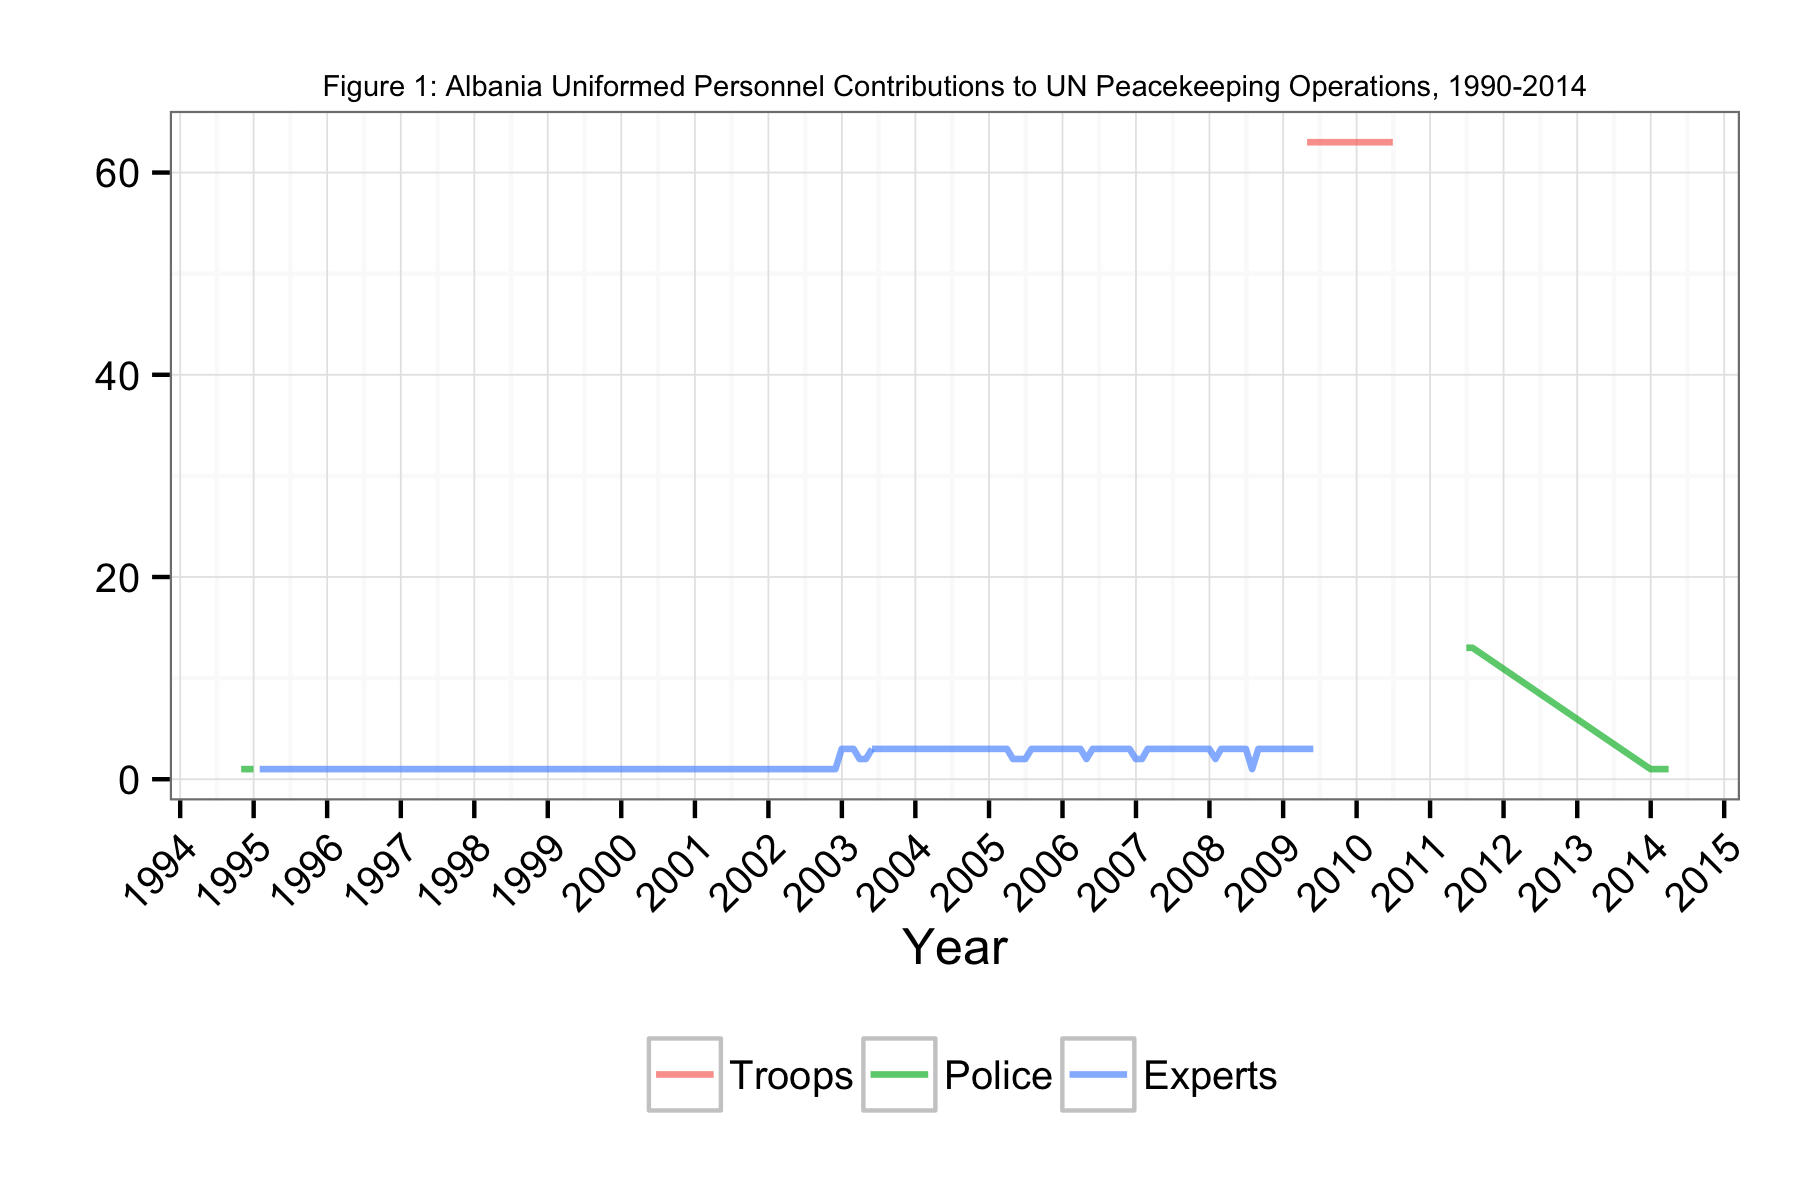 Figure 1: Albania Uniformed Personnel Contributions to UN Peacekeeping Operations, 1990-2014
60
40
20
0
1994 1995 1996 1997 1998 1999 2000 2001 2002 2003 2004 2005 2006 2007 2008 2009 2010 2011 2012 2013 2014 2015
Year
Troops Police Experts